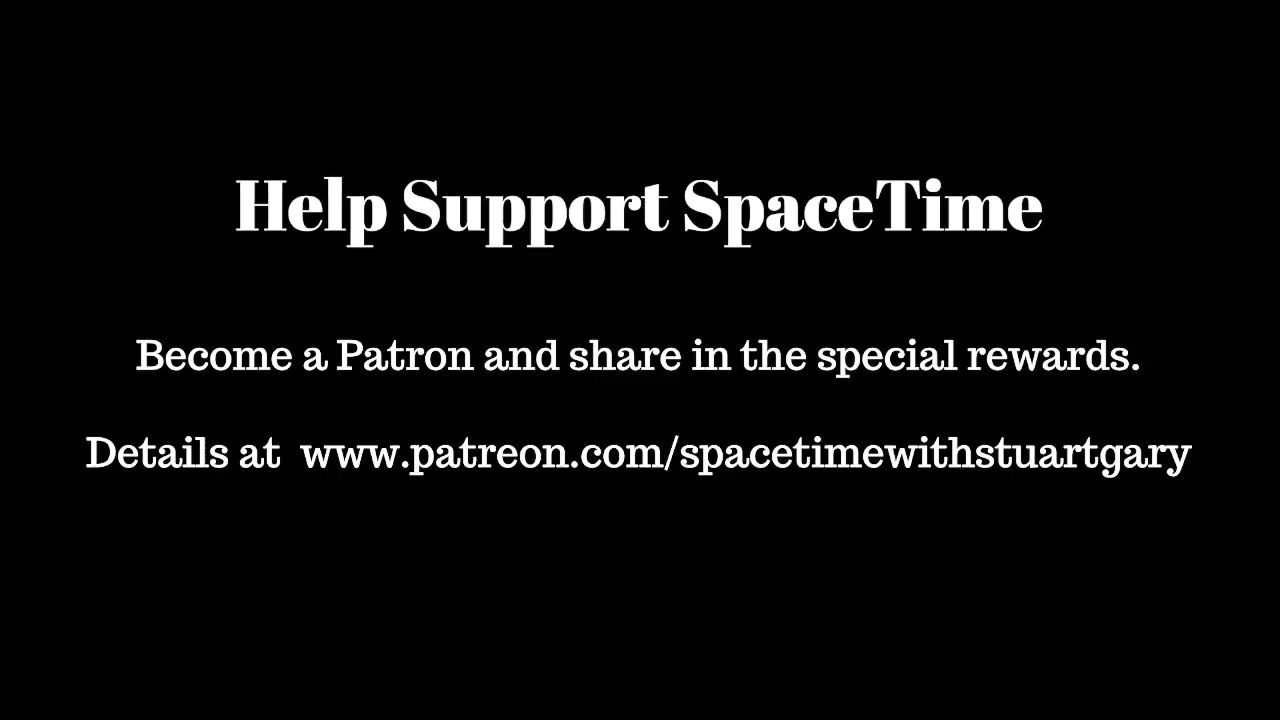 Help Support SpaceTime
Become a Patron and share in the special rewards.
Details at  www.patreon.com/spacetimewithstuartgary